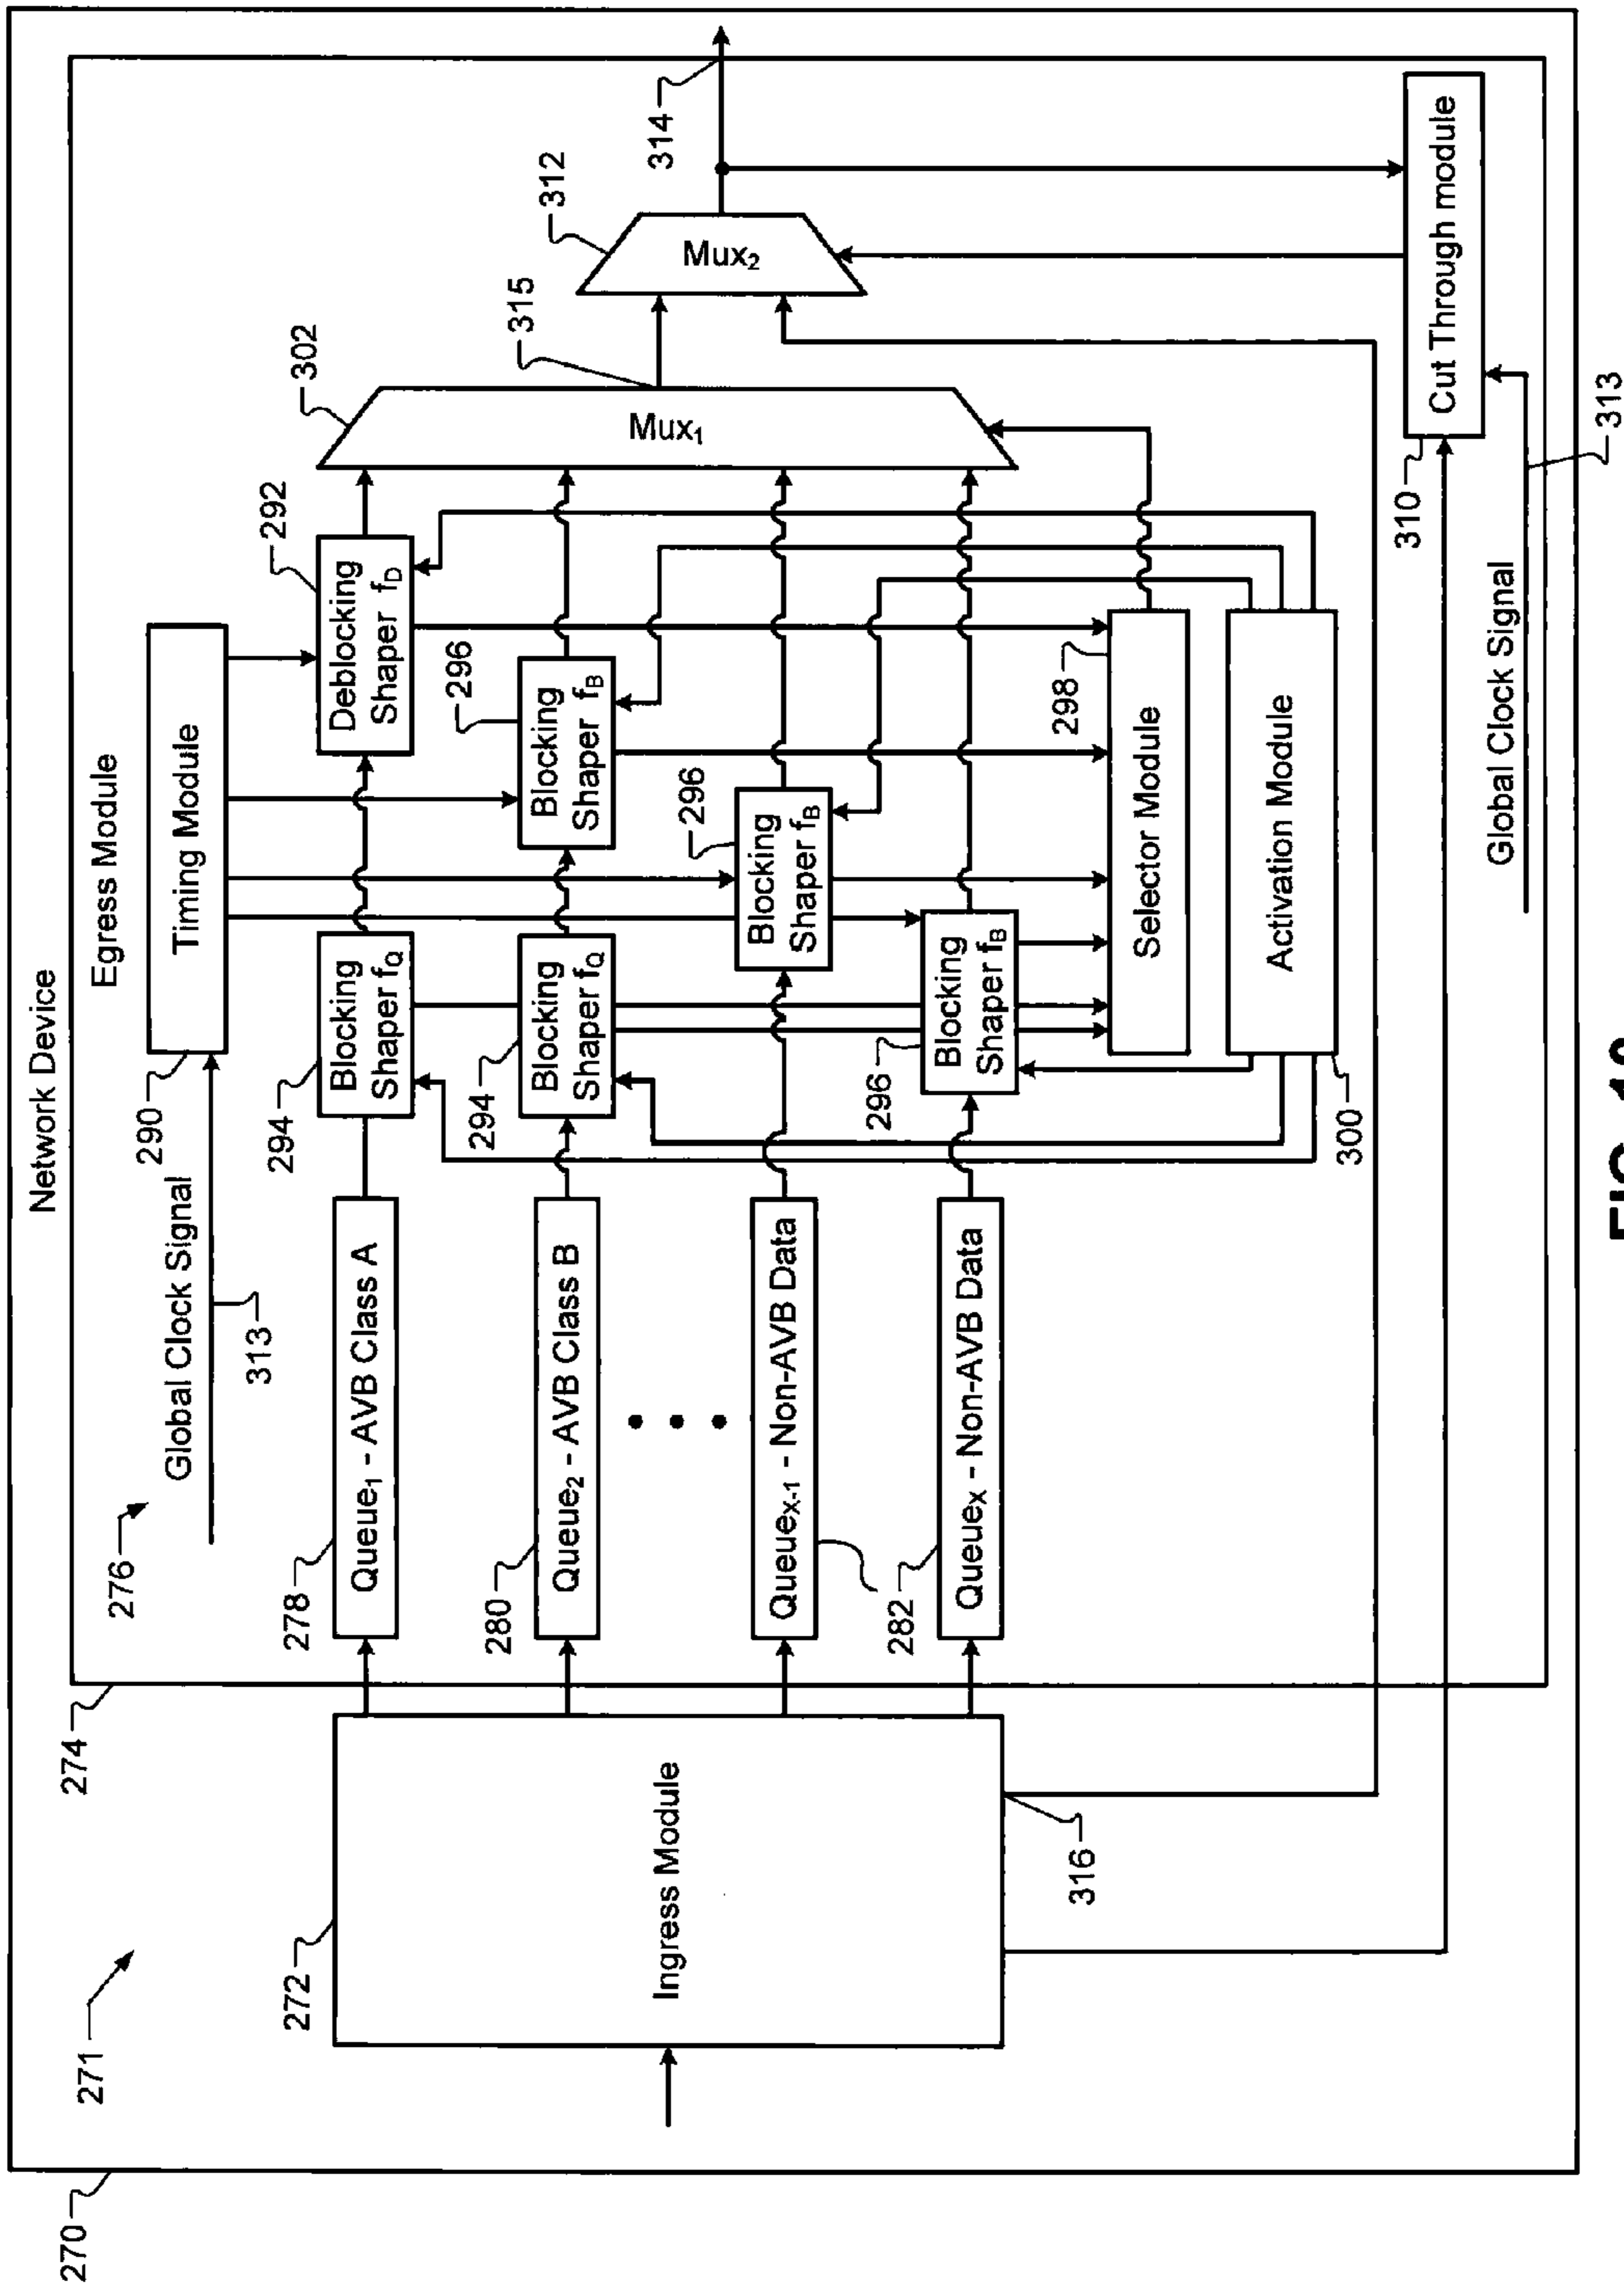 270
271
Network Device
274
276
Egress Module
Global Clock Signal
313
290
Timing Module
272
Ingress Module
316
278
Queue1 - AVB Class A
280
Queue2 - AVB Class B
Queuex-1 - Non-AVB Data
282
Queuex - Non-AVB Data
294
Blocking
Shaper fQ
294
Blocking
Shaper fQ
292
Deblocking
Shaper fD
296
Blocking
Shaper fB
296
Blocking
Shaper fB
296
Blocking
Shaper fB
298
Selector Module
300
Activation Module
302
Mux1
315
312
Mux2
314
310
Cut Through module
Global Clock Signal
313